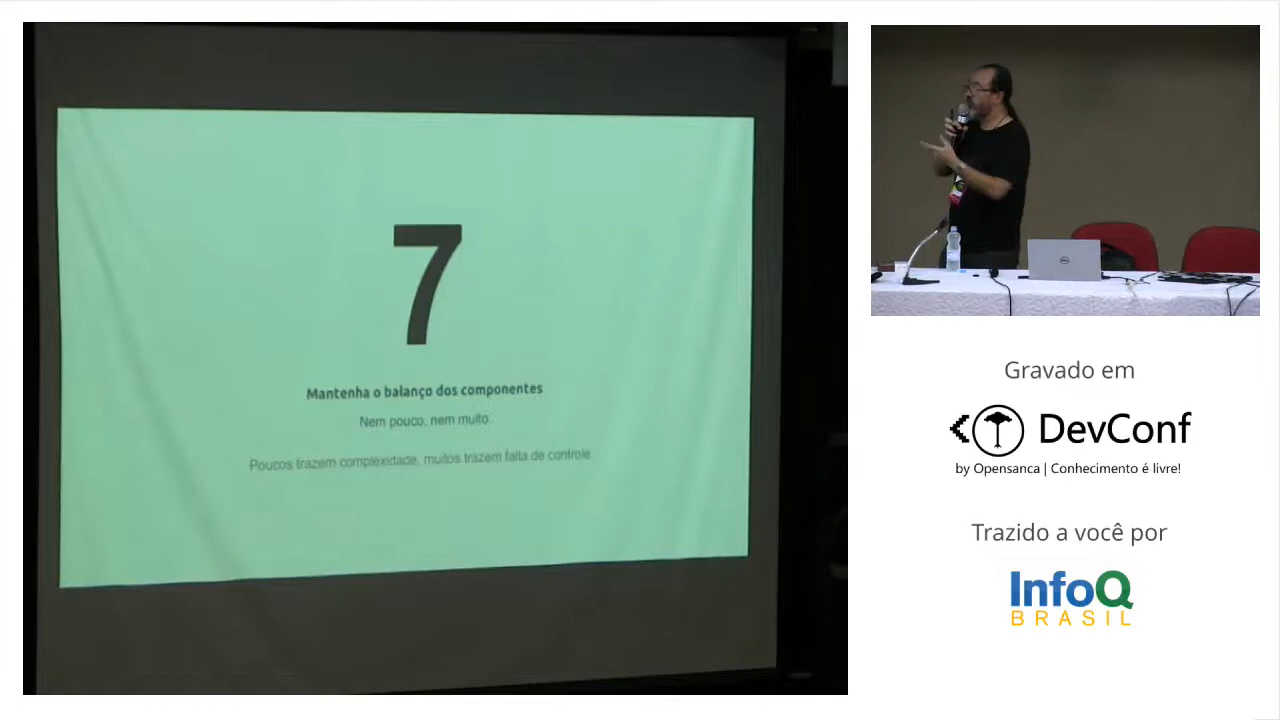 7
Mantenha o balanço dos componentes
Nem pouco, nem muito.
Poucos trazem complexidade, muitos trazem falta de controle.
Gravado em
DevConf
by Opensanca | Conhecimento é livre!
Trazido a você por
InfoQ
BRASIL